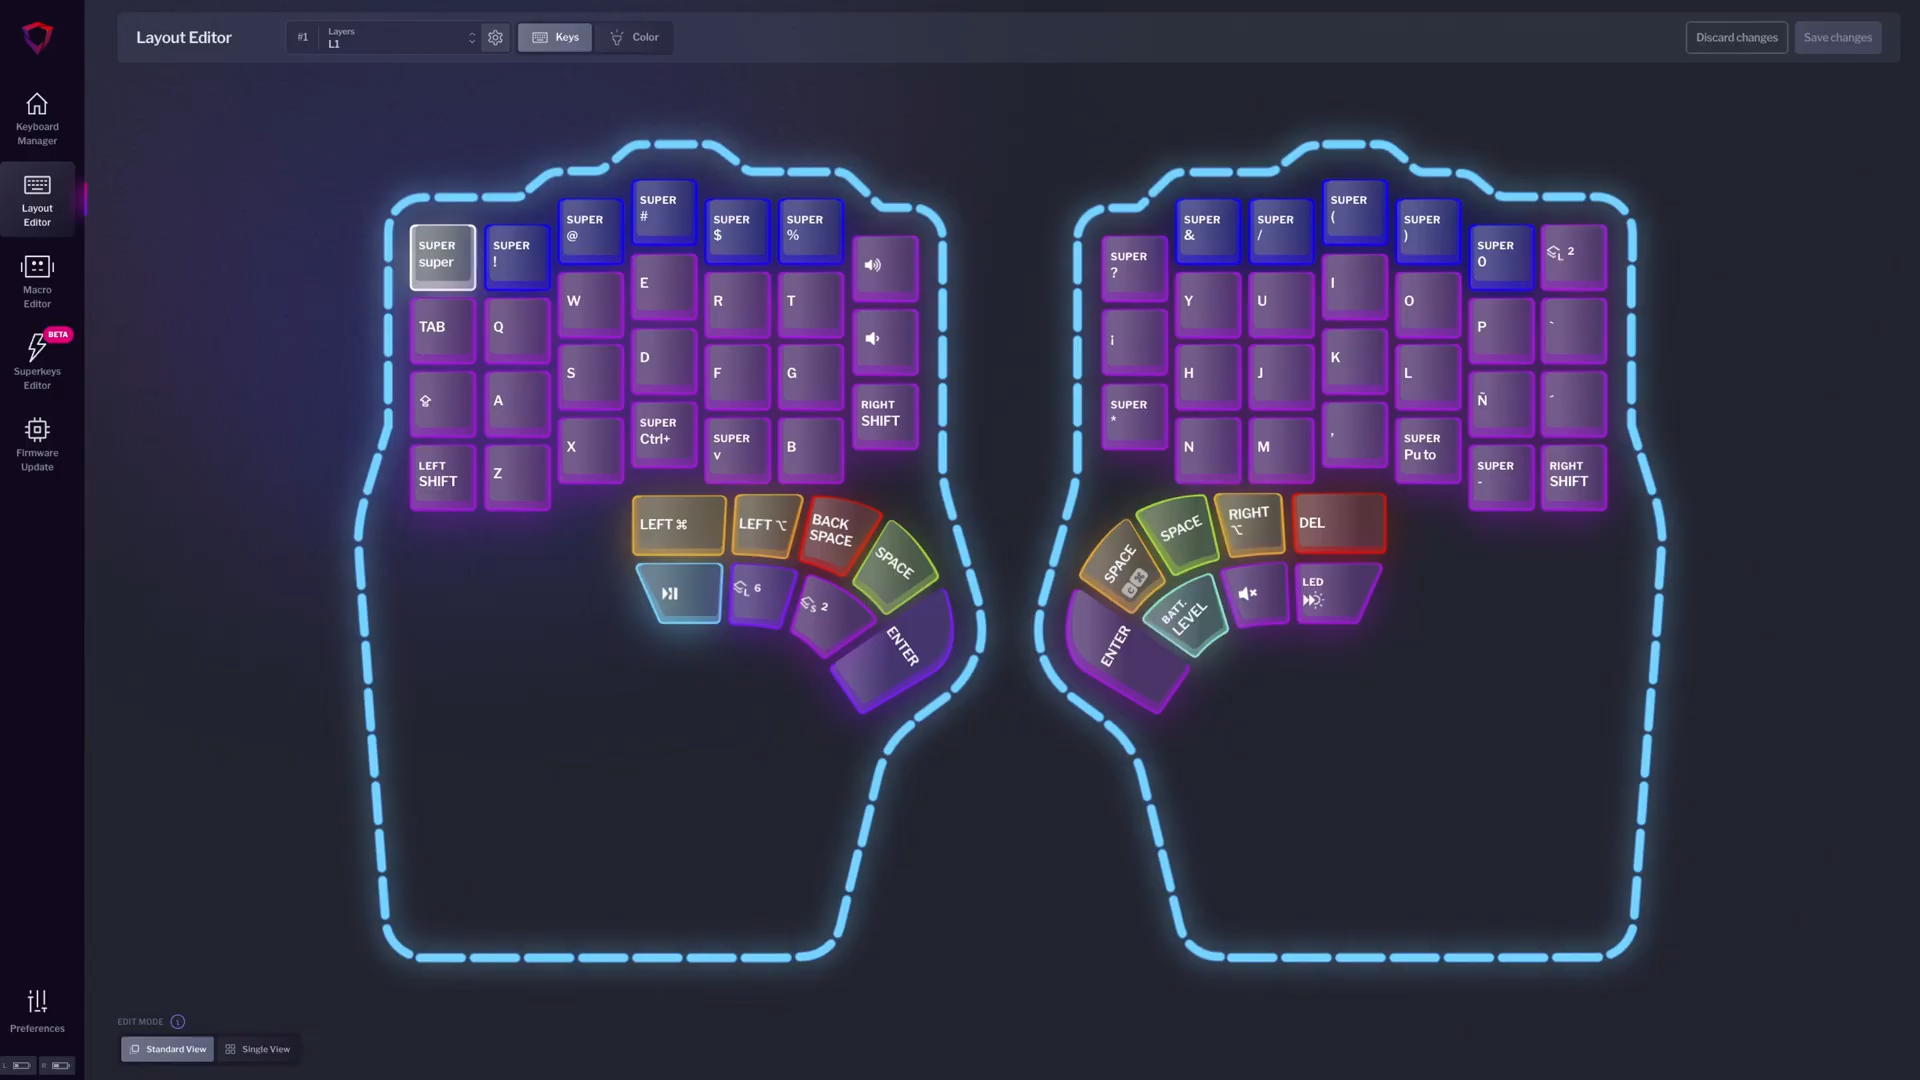 Layout Editor
#1
Layers
L1
Keys
Color
Discard changes
Save changes
Keyboard
Manager
Layout
Editor
Macro
Editor
BETA
Superkeys
Editor
Firmware
Update
Preferences
L
R
SUPER
super
SUPER
!
SUPER
@
SUPER
#
SUPER
$
SUPER
%
TAB
Q
W
E
R
T
A
S
D
F
G
LEFT
SHIFT
Z
X
SUPER
Ctrl+
SUPER
v
B
RIGHT
SHIFT
LEFT ⌘
LEFT ⌥
BACK
SPACE
SPACE
L 6
S 2
ENTER
SUPER
?
SUPER
&
SUPER
/
SUPER
(
SUPER
)
SUPER
0
L 2
¡
Y
U
I
O
P
`
SUPER
*
H
J
K
L
Ñ
´
N
M
,
SUPER
Pu to
SUPER
-
RIGHT
SHIFT
SPACE
C ⌘
SPACE
RIGHT
⌥
DEL
ENTER
BATT.
LEVEL
LED
EDIT MODE
i
Standard View
Single View